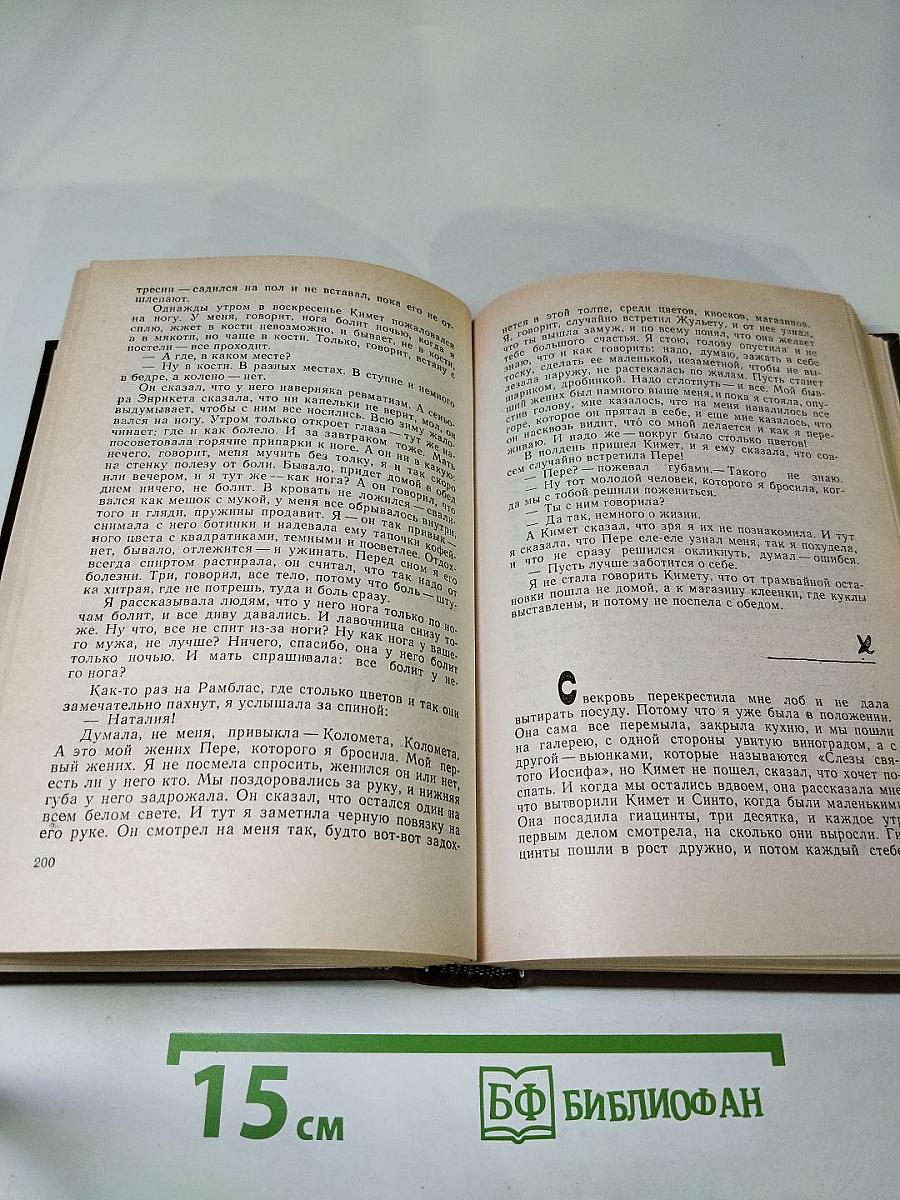 тресни — садился на пол и не вставал, пока его не от-
шлепают.
Однажды утром в воскресенье Кимет пожаловался
на ногу. У меня, говорит, нога болит ночью, когда я
сплю, жжет в кости невозможно, и бывает, не в кости,
а в мякоти, но чаще в кости. Только, говорит, встану с
постели — все проходит.
— А где, в каком месте?
— Ну в кости. В разных местах. В ступне и немного
в бедре, а колено — нет.
Он сказал, что у него наверняка ревматизм. А сеньо-
ра Энрикета сказала, что ни капельки не верит, мол, он
выдумывает, чтобы с ним все носились. Всю зиму жало-
вался на ногу. Утром только откроет глаза — тут же на-
чинает, где и как болело. И за завтраком тоже. Мать
посоветовала горячие припарки к ноге. А он ни в какую:
нечего, говорит, меня мучить без толку, я и так скоро
на стенку полезу от боли. Бывало, придет домой в обед
или вечером, и я тут же — как нога? А он говорил, что
днем ничего, не болит. В кровать не ложился — свали-
вался как мешок с мукой, у меня все обрывалось внутри,
того и гляди, пружины продавит. Я — он так привык —
снимала с него ботинки и надевала ему тапочки кофей-
ного цвета с квадратиками, темными и посветлее. Отдох-
нет, бывало, отлежится — и ужинать. Перед сном я его
всегда спиртом растирала, он считал, что так надо от
болезни. Три, говорил, все тело, потому что боль — шту-
ка хитрая, где не потрешь, туда и боль сразу.
Я рассказывала людям, что у него нога только по но-
чам болит, и все диву давались. И лавочница снизу то-
же. Ну что, все не спит из-за ноги? Ну как нога у ваше-
го мужа, не лучше? Ничего, спасибо, она у него болит
только ночью. И мать спрашивала: все болит у не-
го нога?
Как-то раз на Рамблас, где столько цветов и так они
замечательно пахнут, я услышала за спиной:
— Наталия!
Думала, не меня, привыкла — Коломета, Коломета.
А это мой жених Пере, которого я бросила. Мой пер-
вый жених. Я не посмела спросить, женился он или нет,
есть ли у него кто. Мы поздоровались за руку, и нижняя
губа у него задрожала. Он сказал, что остался один на
всем белом свете. И тут я заметила черную повязку на
его руке. Он смотрел на меня так, будто вот-вот задох-
200
нется в этой толпе, среди цветов, киосков, магазинов.
Я, говорит, случайно встретил Жульету, и от нее узнал,
что ты вышла замуж, и по всему понял, что она желает
тебе большого счастья. Я стою, голову опустила и не
знаю, что и как говорить: надо, думаю, зажать в себе
тоску, сделать ее маленькой, незаметной, чтобы не вы-
лезала наружу, не растекалась по жилам. Пусть станет
шариком, дробинкой. Надо сглотнуть — и все. Мой быв-
ший жених был намного выше меня, и пока я стояла, опу-
стив голову, мне казалось, что на меня навалилось все
горе, которое он прятал в себе, и еще мне казалось, что
он насквозь видит, что со мной делается и как я пере-
живаю. И надо же — вокруг было столько цветов!
В полдень пришел Кимет, и я ему сказала, что сов-
сем случайно встретила Пере!
— Пере? — пожевал губами. — Такого не знаю.
— Ну тот молодой человек, которого я бросила, ког-
да мы с тобой решили пожениться.
— Ты с ним говорила?
— Да так, немного о жизни.
А Кимет сказал, что зря я их не познакомила. И тут
я сказала, что Пере еле-еле узнал меня, так я похудела,
и что не сразу решился окликнуть, думал — ошибся.
— Пусть лучше заботится о себе.
Я не стала говорить Кимету, что от трамвайной оста-
новки пошла не домой, а к магазину клеенки, где куклы
выставлены, и потому не поспела с обедом.
Свекровь перекрестила мне лоб и не дала
вытирать посуду. Потому что я уже была в положении.
Она сама все перемыла, закрыла кухню, и мы пошли
на галерею, с одной стороны увитую виноградом, а с
другой — вьюнками, которые называются «Слезы свя-
того Иосифа», но Кимет не пошел, сказал, что хочет по-
спать. И когда мы остались вдвоем, она рассказала мне
что вытворили Кимет и Синто, когда были маленькими
Она посадила гиацинты, три десятка, и каждое утр
первым делом смотрела, на сколько они выросли. Ги
цинты пошли в рост дружно, и потом каждый стебе
15 см
БФ БИБЛИОФАН